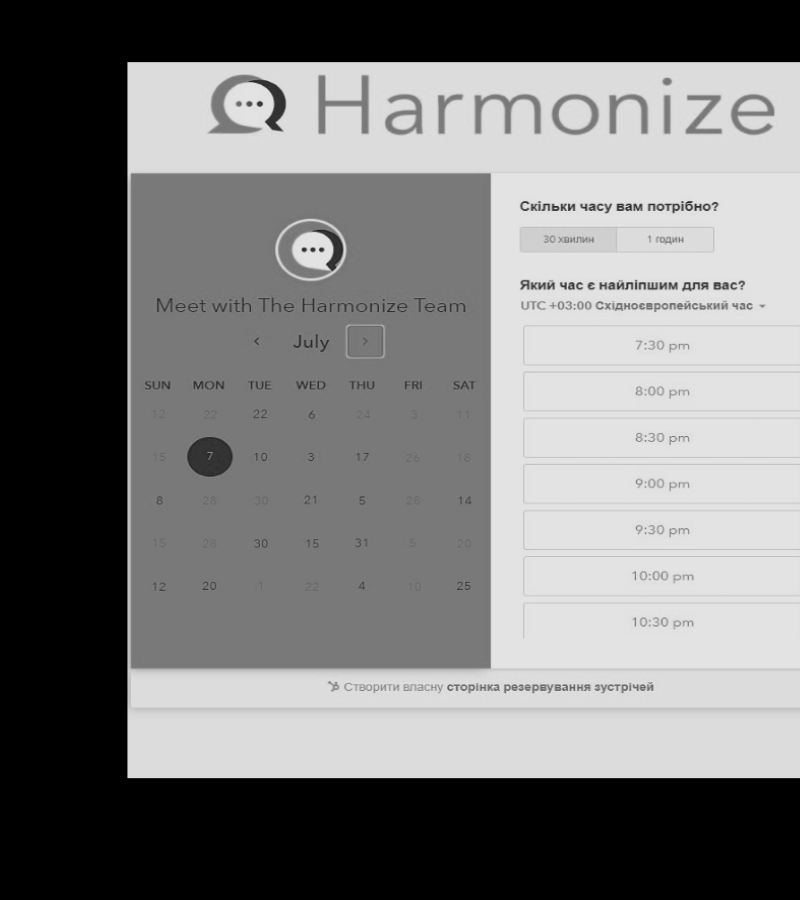 Harmonize
Meet with The Harmonize Team
July
SUN MON TUE WED THU FRI SAT
12 22 22 6 24 3 11
15 7 10 3 17 26 18
8 28 30 21 5 28 14
15 28 30 15 31 5 20
12 20 1 22 4 10 25
Скільки часу вам потрібно?
30 хвилин 1 годин
Який час є найліпшим для вас?
UTC +03:00 Східноєвропейський час
7:30 pm
8:00 pm
8:30 pm
9:00 pm
9:30 pm
10:00 pm
10:30 pm
Створити власну сторінка резервування зустрічей